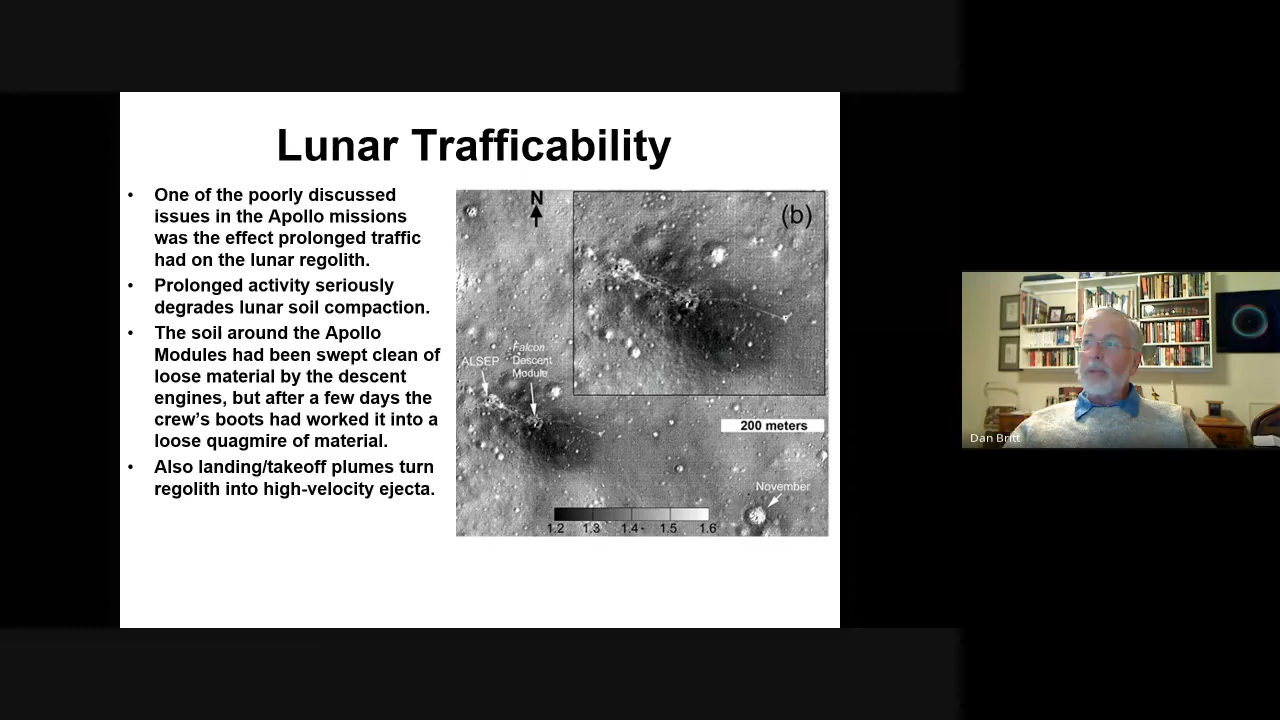 Lunar Trafficability
• One of the poorly discussed
issues in the Apollo missions
was the effect prolonged traffic
had on the lunar regolith.
• Prolonged activity seriously
degrades lunar soil compaction.
• The soil around the Apollo
Modules had been swept clean of
loose material by the descent
engines, but after a few days the
crew's boots had worked it into a
loose quagmire of material.
• Also landing/takeoff plumes turn
regolith into high-velocity ejecta.
N
(b)
ALSEP
Falcon
Descent
Module
200 meters
November
1.2 1.3 1.4 1.5 1.6
Dan Britt